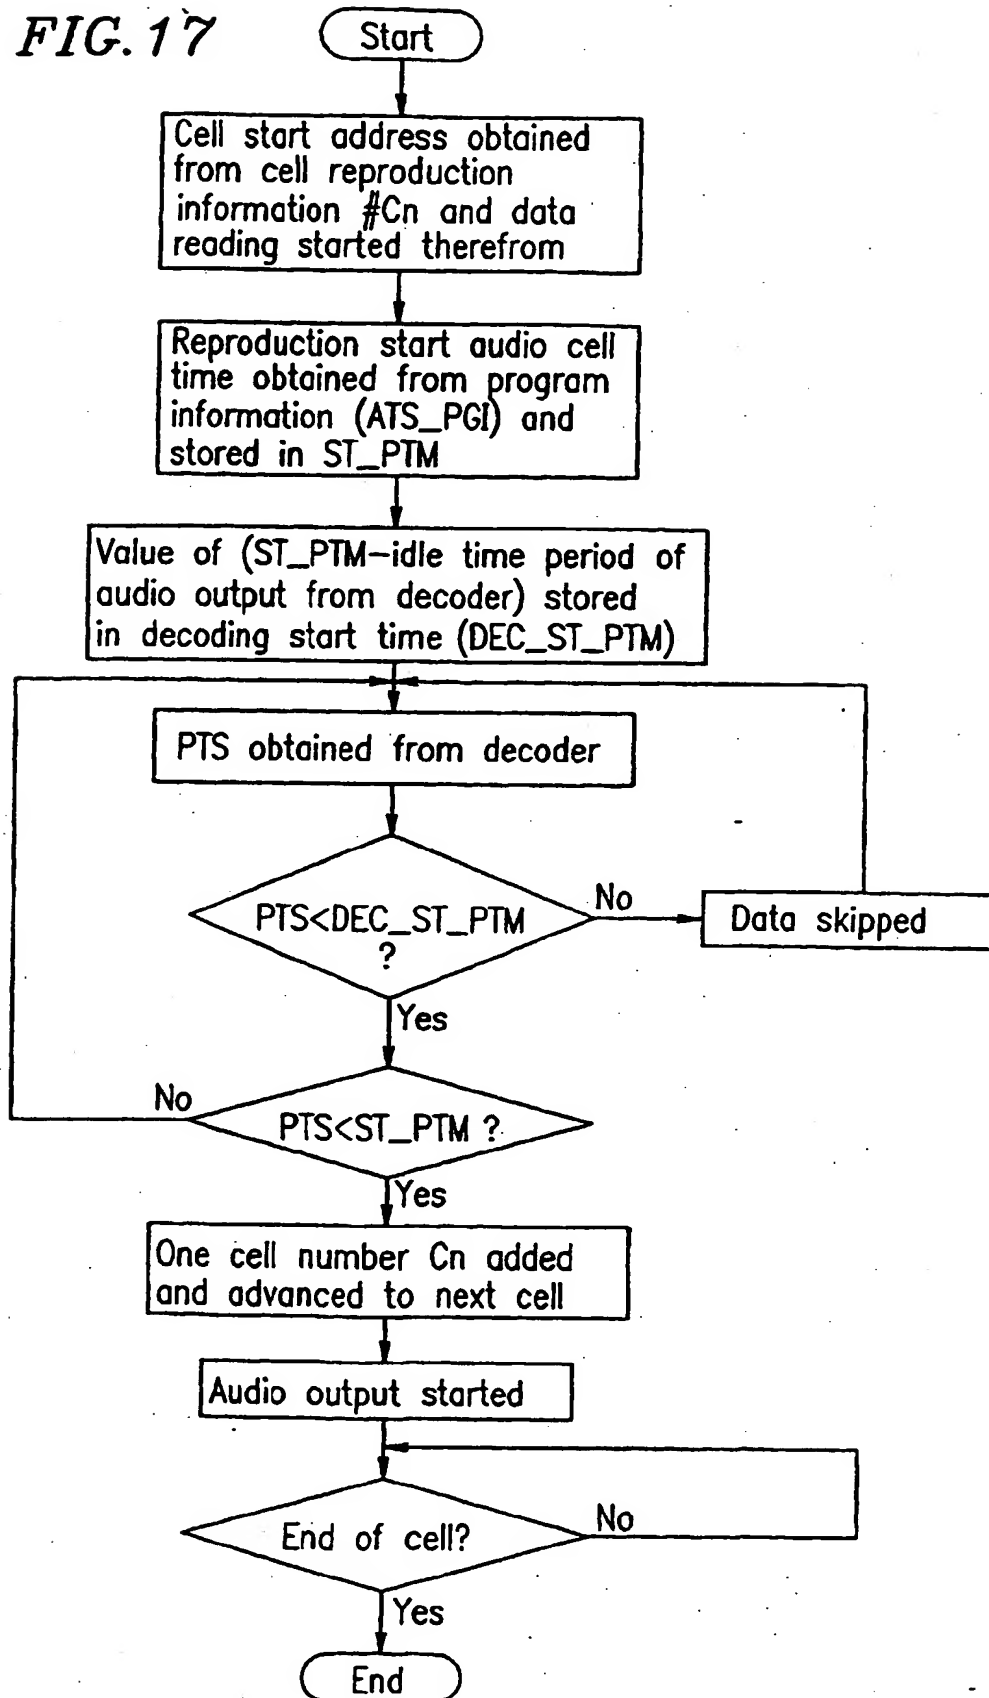 FIG. 17
Start
Cell start address obtained
from cell reproduction
information #Cn and data
reading started therefrom
Reproduction start audio cell
time obtained from program
information (ATS_PGI) and
stored in ST_PTM
Value of (ST_PTM-idle time period of
audio output from decoder) stored
in decoding start time (DEC_ST_PTM)
PTS obtained from decoder
PTS<DEC_ST_PTM
?
No
Data skipped
Yes
No
PTS<ST_PTM ?
Yes
One cell number Cn added
and advanced to next cell
Audio output started
End of cell?
No
Yes
End